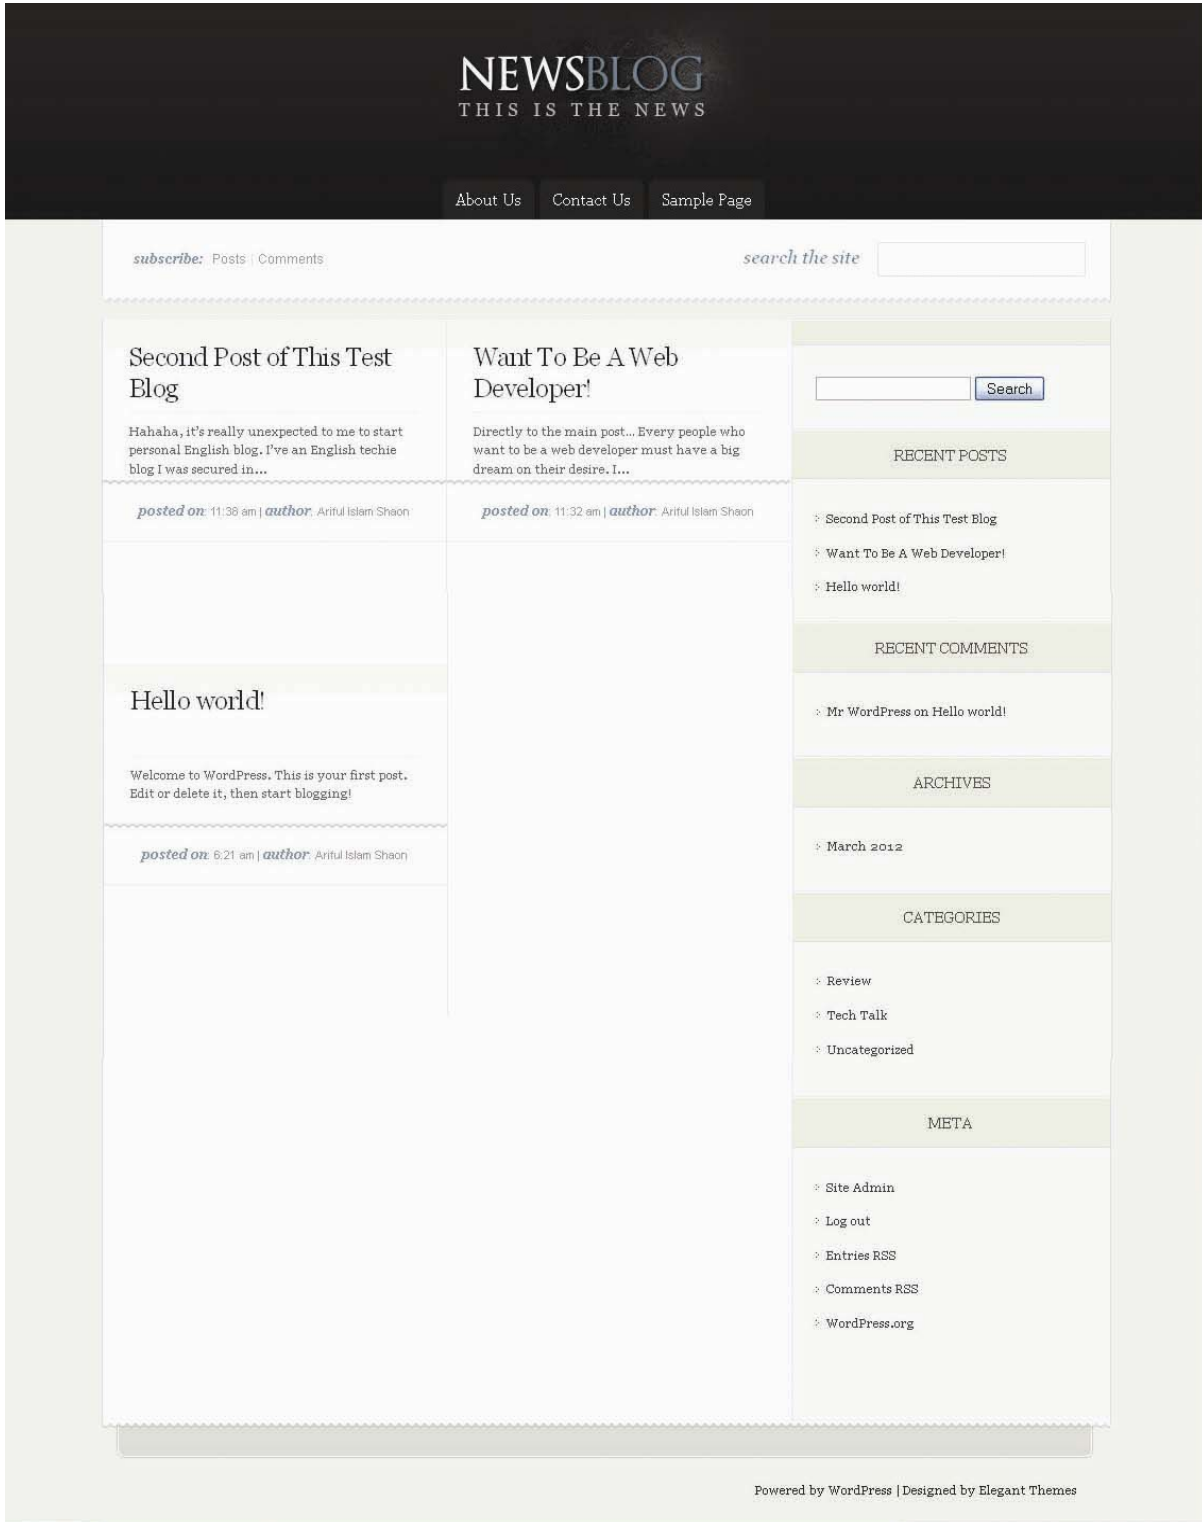 NEWSBLOG
THIS IS THE NEWS
About Us Contact Us Sample Page
subscribe: Posts | Comments
search the site
Second Post of This Test
Blog
Hahaha, it's really unexpected to me to start
personal English blog. I've an English techie
blog I was secured in...
posted on: 11:38 am | author: Ariful Islam Shaon
Want To Be A Web
Developer!
Directly to the main post... Every people who
want to be a web developer must have a big
dream on their desire. I...
posted on: 11:32 am | author: Ariful Islam Shaon
Hello world!
Welcome to WordPress. This is your first post.
Edit or delete it, then start blogging!
posted on: 6:21 am | author: Ariful Islam Shaon
Search
RECENT POSTS
Second Post of This Test Blog
Want To Be A Web Developer!
Hello world!
RECENT COMMENTS
Mr WordPress on Hello world!
ARCHIVES
March 2012
CATEGORIES
Review
Tech Talk
Uncategorized
META
Site Admin
Log out
Entries RSS
Comments RSS
WordPress.org
Powered by WordPress | Designed by Elegant Themes